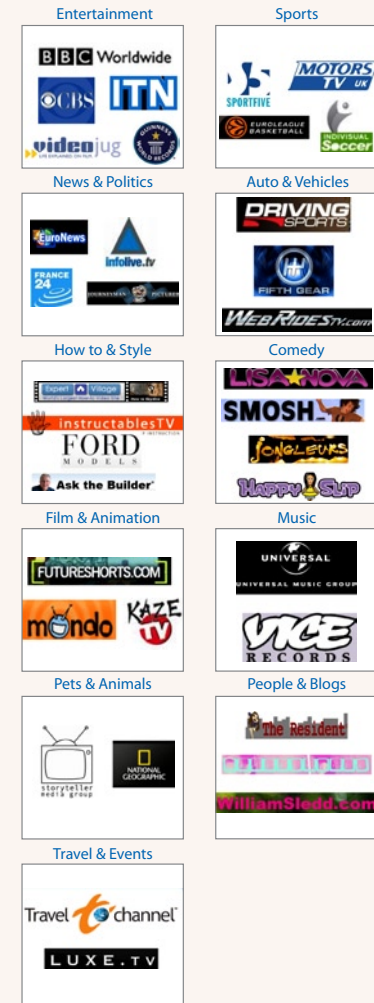 Entertainment
Sports
BBC Worldwide
CBS ITN
videojug
GUINNESS WORLD RECORDS
SPORTFIVE
MOTORS TV UK
EUROLEAGUE BASKETBALL
INDIVISUAL Soccer
News & Politics
Auto & Vehicles
EuroNews
infolive.tv
FRANCE 24
JOURNEYMAN PICTURES
DRIVING SPORTS
FIFTH GEAR
WEBRIDESTV.com
How to & Style
Comedy
Expert Village
instructablesTV
FORD
MODELS
Ask the Builder
LISANOVA
SMOSH
JONGLEURS
HAPPY SLIP
Film & Animation
Music
FUTURESHORTS.COM
mondo
KAZE TV
UNIVERSAL
UNIVERSAL MUSIC GROUP
VICE
RECORDS
Pets & Animals
People & Blogs
storyteller
media group
NATIONAL GEOGRAPHIC
The Resident
WilliamSledd.com
Travel & Events
Travel channel
LUXE.TV